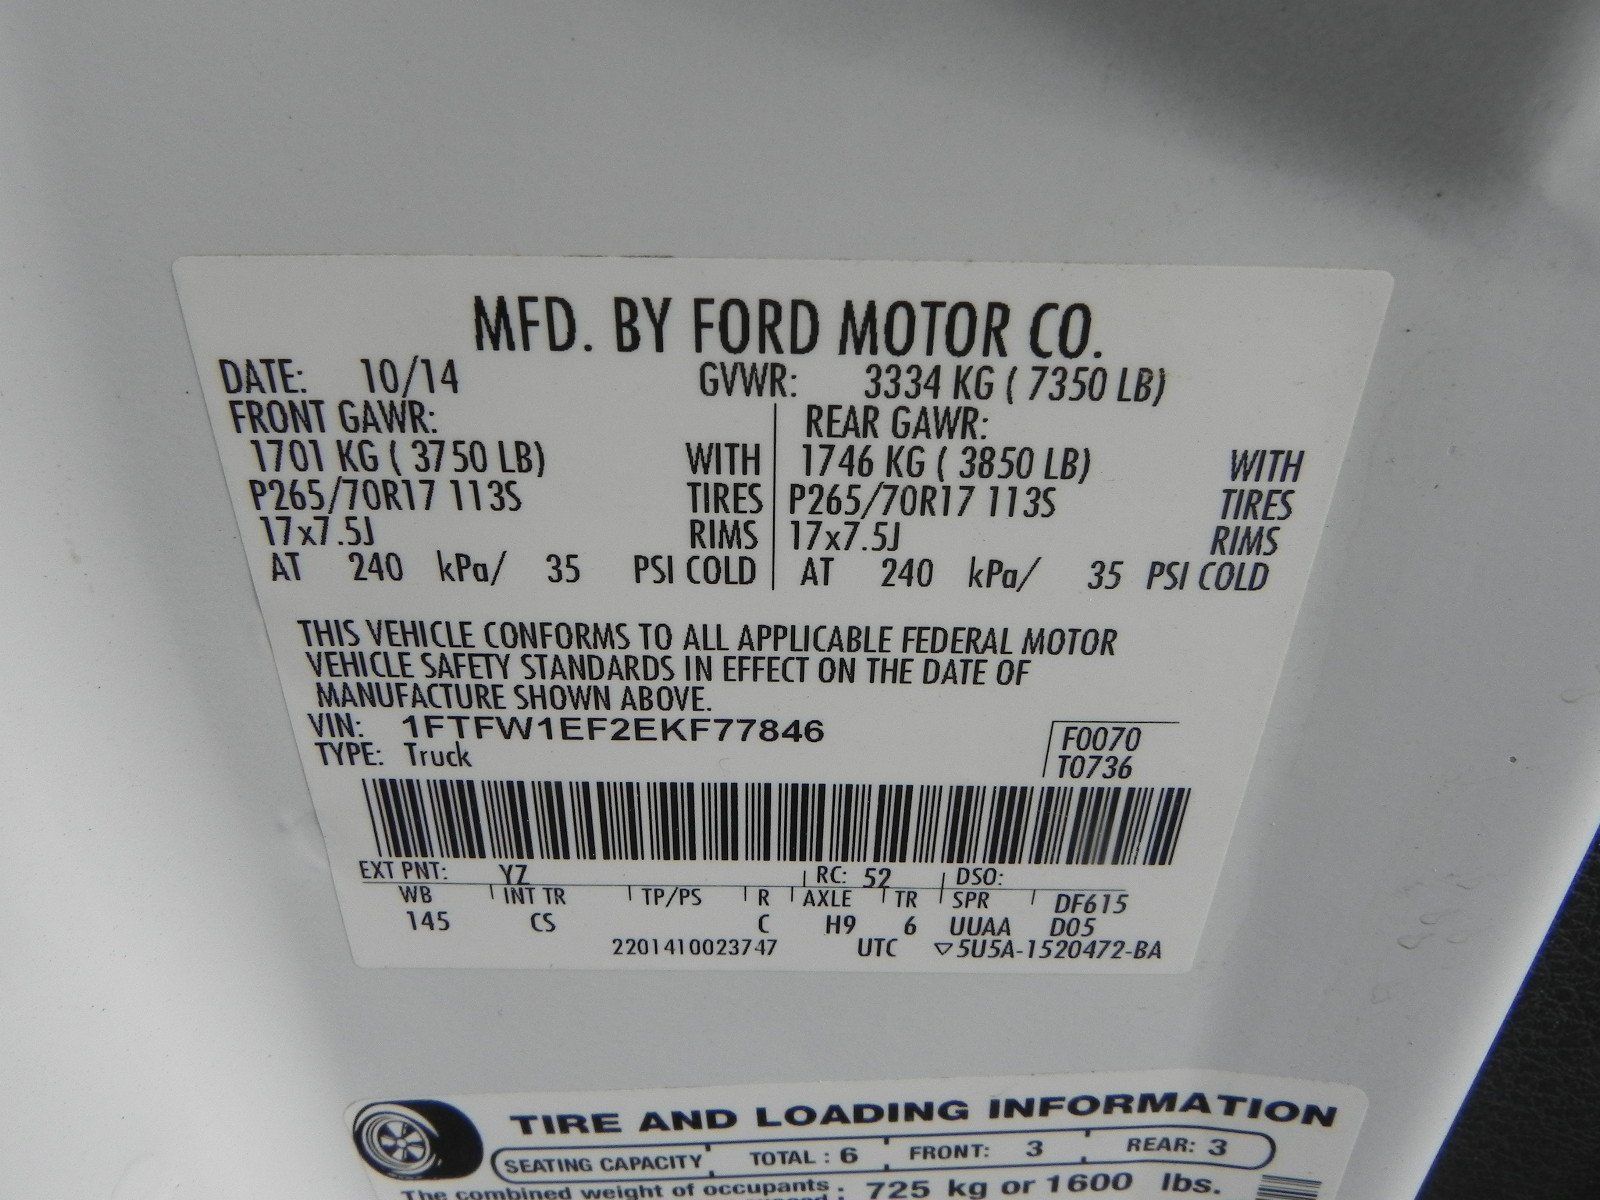 MFD. BY FORD MOTOR CO.
DATE: 10/14 GVWR: 3334 KG ( 7350 LB)
FRONT GAWR: REAR GAWR:
1701 KG ( 3750 LB) WITH 1746 KG ( 3850 LB) WITH
P265/70R17 113S TIRES P265/70R17 113S TIRES
17x7.5J RIMS 17x7.5J RIMS
AT 240 kPa/ 35 PSI COLD AT 240 kPa/ 35 PSI COLD
THIS VEHICLE CONFORMS TO ALL APPLICABLE FEDERAL MOTOR
VEHICLE SAFETY STANDARDS IN EFFECT ON THE DATE OF
MANUFACTURE SHOWN ABOVE.
VIN: 1FTFW1EF2EKF77846
TYPE: Truck
F0070
T0736
EXT PNT: YZ RC: 52 DSO:
WB INT TR TP/PS R AXLE TR SPR DF615
145 CS C H9 6 UUAA D05
2201410023747 UTC ▽5U5A-1520472-BA
TIRE AND LOADING INFORMATION
SEATING CAPACITY TOTAL : 6 FRONT: 3 REAR: 3
The combined weight of occupants : 725 kg or 1600 lbs.